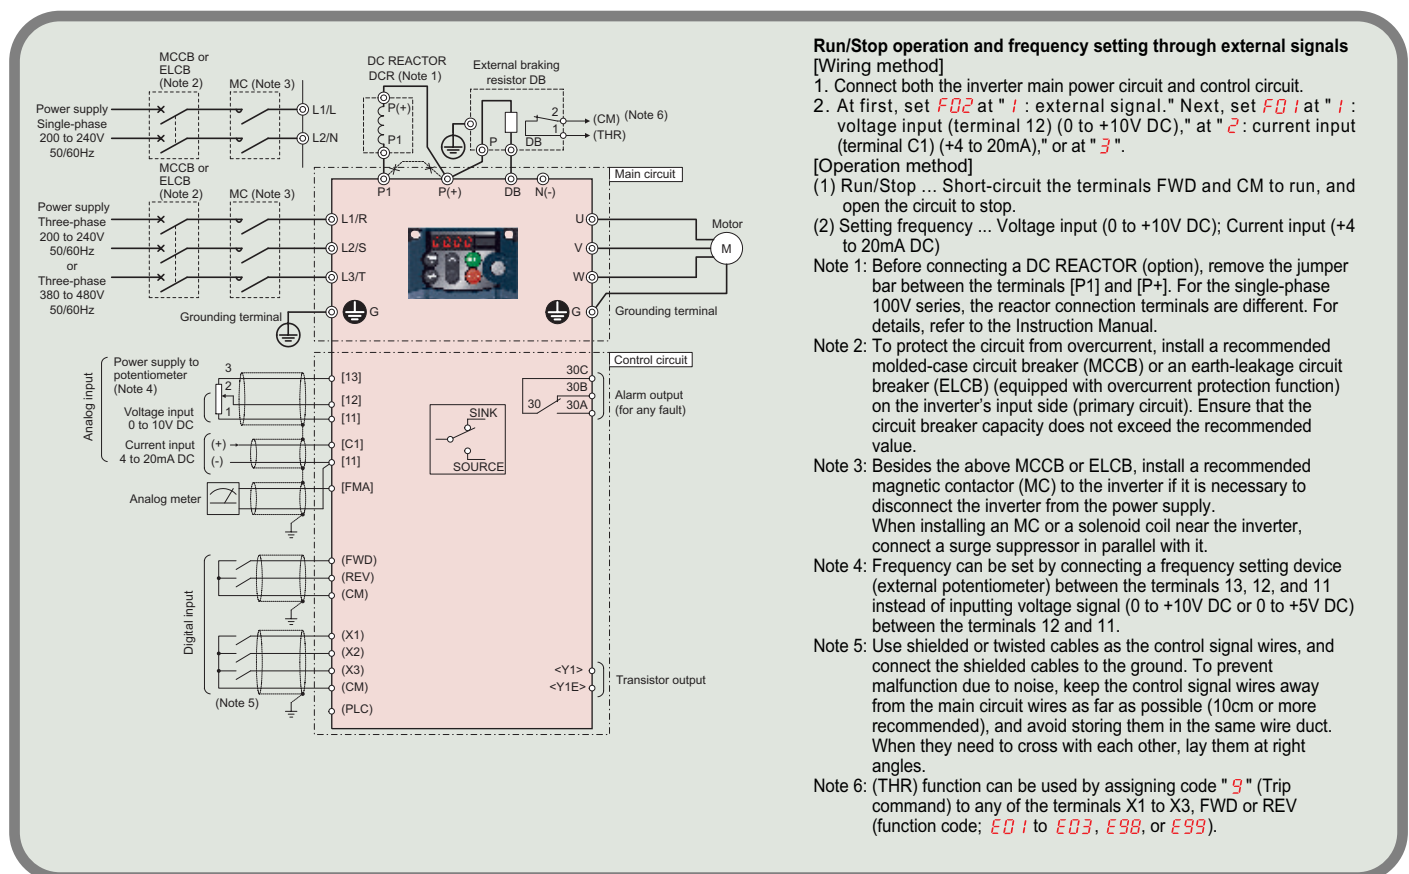 MCCB or
ELCB
(Note 2)
MC (Note 3)
DC REACTOR
DCR (Note 1)
External braking
resistor DB
Power supply
Single-phase
200 to 240V
50/60Hz
L1/L
L2/N
P(+)
P1
P
DB
2
1
(CM) (Note 6)
(THR)
MCCB or
ELCB
(Note 2)
MC (Note 3)
Main circuit
P1
P(+)
DB
N(-)
Power supply
Three-phase
200 to 240V
50/60Hz
or
Three-phase
380 to 480V
50/60Hz
L1/R
L2/S
L3/T
U
V
W
Motor
M
Grounding terminal
G
G
Grounding terminal
Control circuit
Analog input
Power supply to
potentiometer
(Note 4)
3
2
1
Voltage input
0 to 10V DC
Current input
4 to 20mA DC
(+)
(-)
[13]
[12]
[11]
[C1]
[11]
Analog meter
[FMA]
SINK
SOURCE
30C
30B
30
30A
Alarm output
(for any fault)
Digital input
(FWD)
(REV)
(CM)
(X1)
(X2)
(X3)
(CM)
(PLC)
(Note 5)
<Y1>
<Y1E>
Transistor output
Run/Stop operation and frequency setting through external signals
[Wiring method]
1. Connect both the inverter main power circuit and control circuit.
2. At first, set F02 at " 1 : external signal." Next, set F01 at " 1 :
voltage input (terminal 12) (0 to +10V DC)," at " 2 : current input
(terminal C1) (+4 to 20mA)," or at " 3 ".
[Operation method]
(1) Run/Stop ... Short-circuit the terminals FWD and CM to run, and
open the circuit to stop.
(2) Setting frequency ... Voltage input (0 to +10V DC); Current input (+4
to 20mA DC)
Note 1: Before connecting a DC REACTOR (option), remove the jumper
bar between the terminals [P1] and [P+]. For the single-phase
100V series, the reactor connection terminals are different. For
details, refer to the Instruction Manual.
Note 2: To protect the circuit from overcurrent, install a recommended
molded-case circuit breaker (MCCB) or an earth-leakage circuit
breaker (ELCB) (equipped with overcurrent protection function)
on the inverter's input side (primary circuit). Ensure that the
circuit breaker capacity does not exceed the recommended
value.
Note 3: Besides the above MCCB or ELCB, install a recommended
magnetic contactor (MC) to the inverter if it is necessary to
disconnect the inverter from the power supply.
When installing an MC or a solenoid coil near the inverter,
connect a surge suppressor in parallel with it.
Note 4: Frequency can be set by connecting a frequency setting device
(external potentiometer) between the terminals 13, 12, and 11
instead of inputting voltage signal (0 to +10V DC or 0 to +5V DC)
between the terminals 12 and 11.
Note 5: Use shielded or twisted cables as the control signal wires, and
connect the shielded cables to the ground. To prevent
malfunction due to noise, keep the control signal wires away
from the main circuit wires as far as possible (10cm or more
recommended), and avoid storing them in the same wire duct.
When they need to cross with each other, lay them at right
angles.
Note 6: (THR) function can be used by assigning code " 9 " (Trip
command) to any of the terminals X1 to X3, FWD or REV
(function code; E01 to E03, E98, or E99).